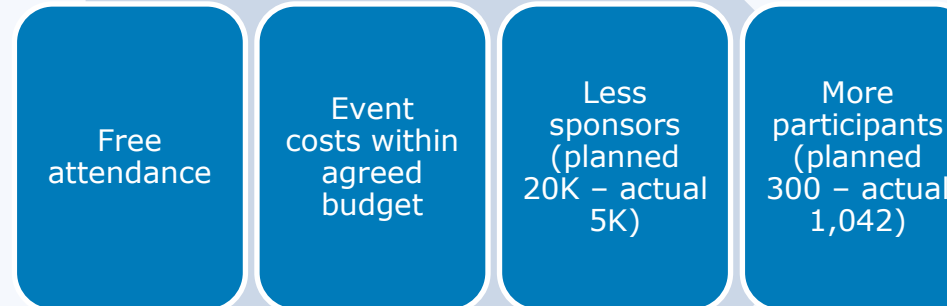 Free
attendance
Event
costs within
agreed
budget
Less
sponsors
(planned
20K – actual
5K)
More
participants
(planned
300 – actual
1,042)